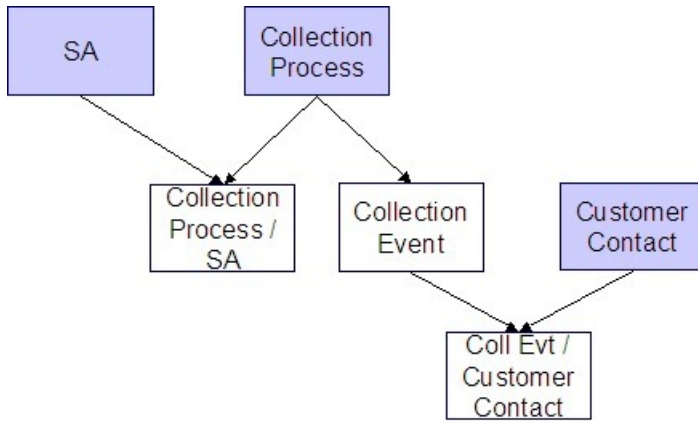 SA
Collection
Process
Collection
Process /
SA
Collection
Event
Customer
Contact
Coll Evt /
Customer
Contact